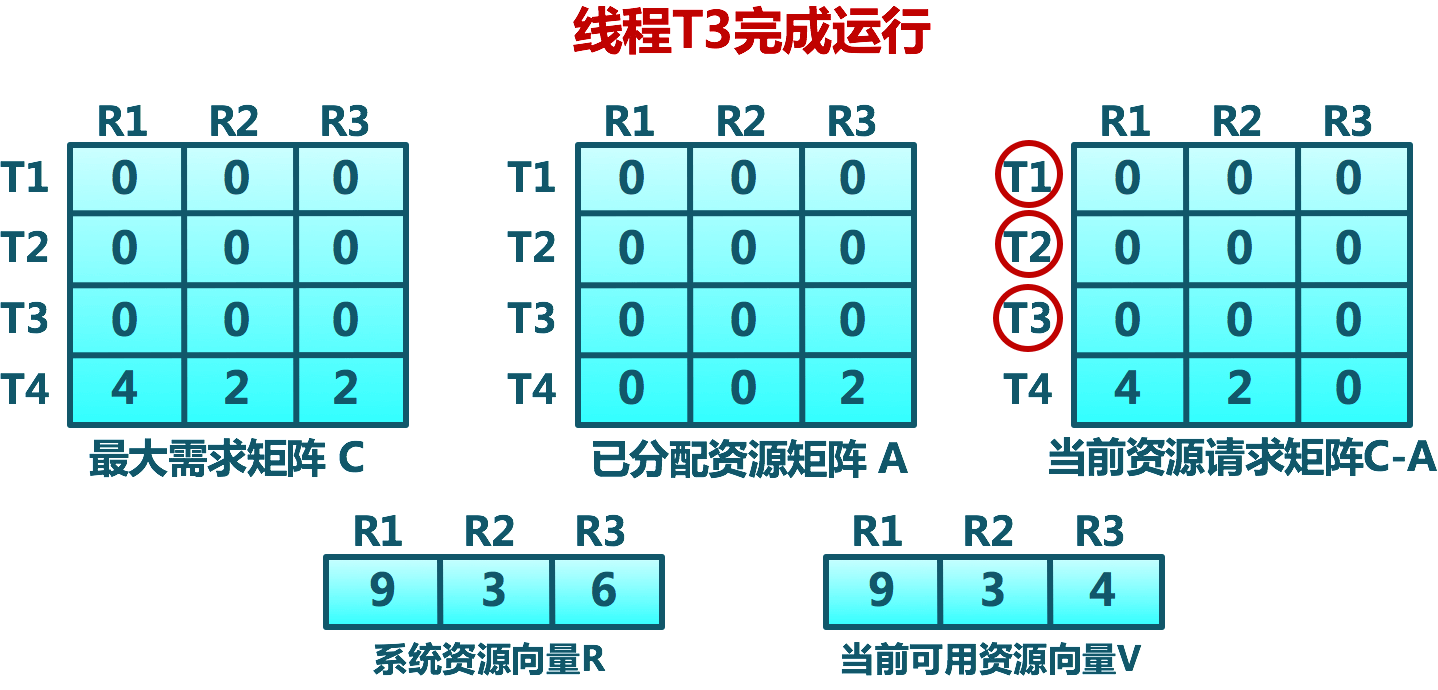 线程T3完成运行
R1 R2 R3 R1 R2 R3 R1 R2 R3
T1 0 0 0 T1 0 0 0 T1 0 0 0
T2 0 0 0 T2 0 0 0 T2 0 0 0
T3 0 0 0 T3 0 0 0 T3 0 0 0
T4 4 2 2 T4 0 0 2 T4 4 2 0
最大需求矩阵 C 已分配资源矩阵 A 当前资源请求矩阵C-A
R1 R2 R3 R1 R2 R3
9 3 6 9 3 4
系统资源向量R 当前可用资源向量V